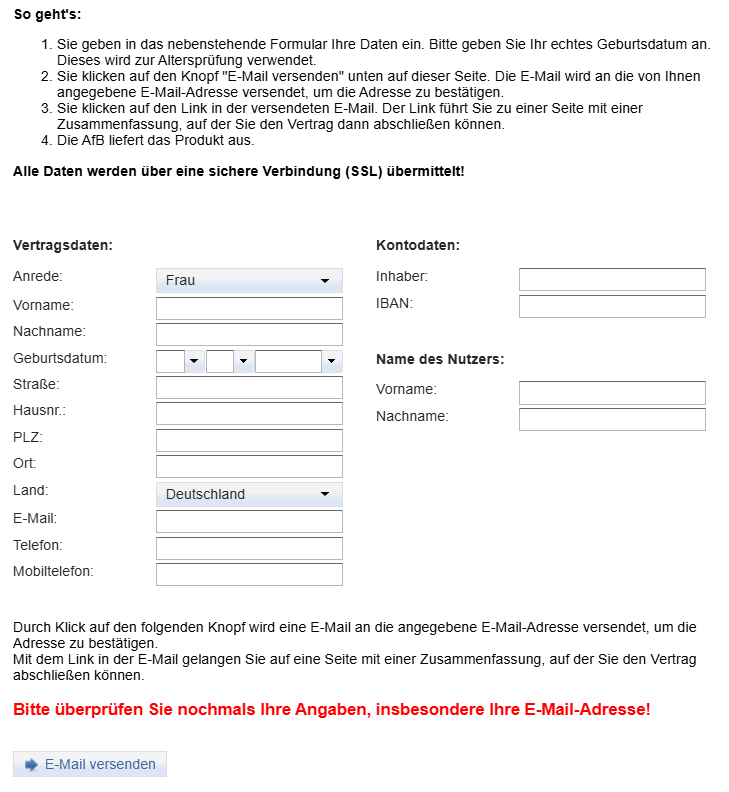 So geht's:
1. Sie geben in das nebenstehende Formular Ihre Daten ein. Bitte geben Sie Ihr echtes Geburtsdatum an.
Dieses wird zur Altersprüfung verwendet.
2. Sie klicken auf den Knopf "E-Mail versenden" unten auf dieser Seite. Die E-Mail wird an die von Ihnen
angegebene E-Mail-Adresse versendet, um die Adresse zu bestätigen.
3. Sie klicken auf den Link in der versendeten E-Mail. Der Link führt Sie zu einer Seite mit einer
Zusammenfassung, auf der Sie den Vertrag dann abschließen können.
4. Die AfB liefert das Produkt aus.
Alle Daten werden über eine sichere Verbindung (SSL) übermittelt!
Vertragsdaten:
Anrede: Frau
Vorname:
Nachname:
Geburtsdatum:
Straße:
Hausnr.:
PLZ:
Ort:
Land: Deutschland
E-Mail:
Telefon:
Mobiltelefon:
Kontodaten:
Inhaber:
IBAN:
Name des Nutzers:
Vorname:
Nachname:
Durch Klick auf den folgenden Knopf wird eine E-Mail an die angegebene E-Mail-Adresse versendet, um die
Adresse zu bestätigen.
Mit dem Link in der E-Mail gelangen Sie auf eine Seite mit einer Zusammenfassung, auf der Sie den Vertrag
abschließen können.
Bitte überprüfen Sie nochmals Ihre Angaben, insbesondere Ihre E-Mail-Adresse!
E-Mail versenden